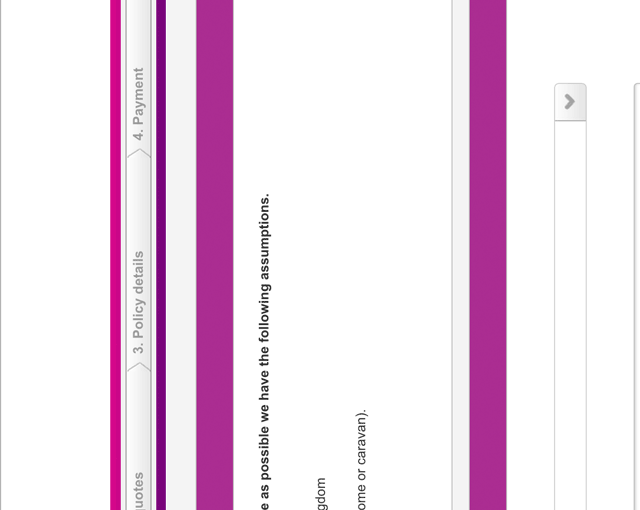 uotes
3. Policy details
4. Payment
e as possible we have the following assumptions.
gdom
ome or caravan).